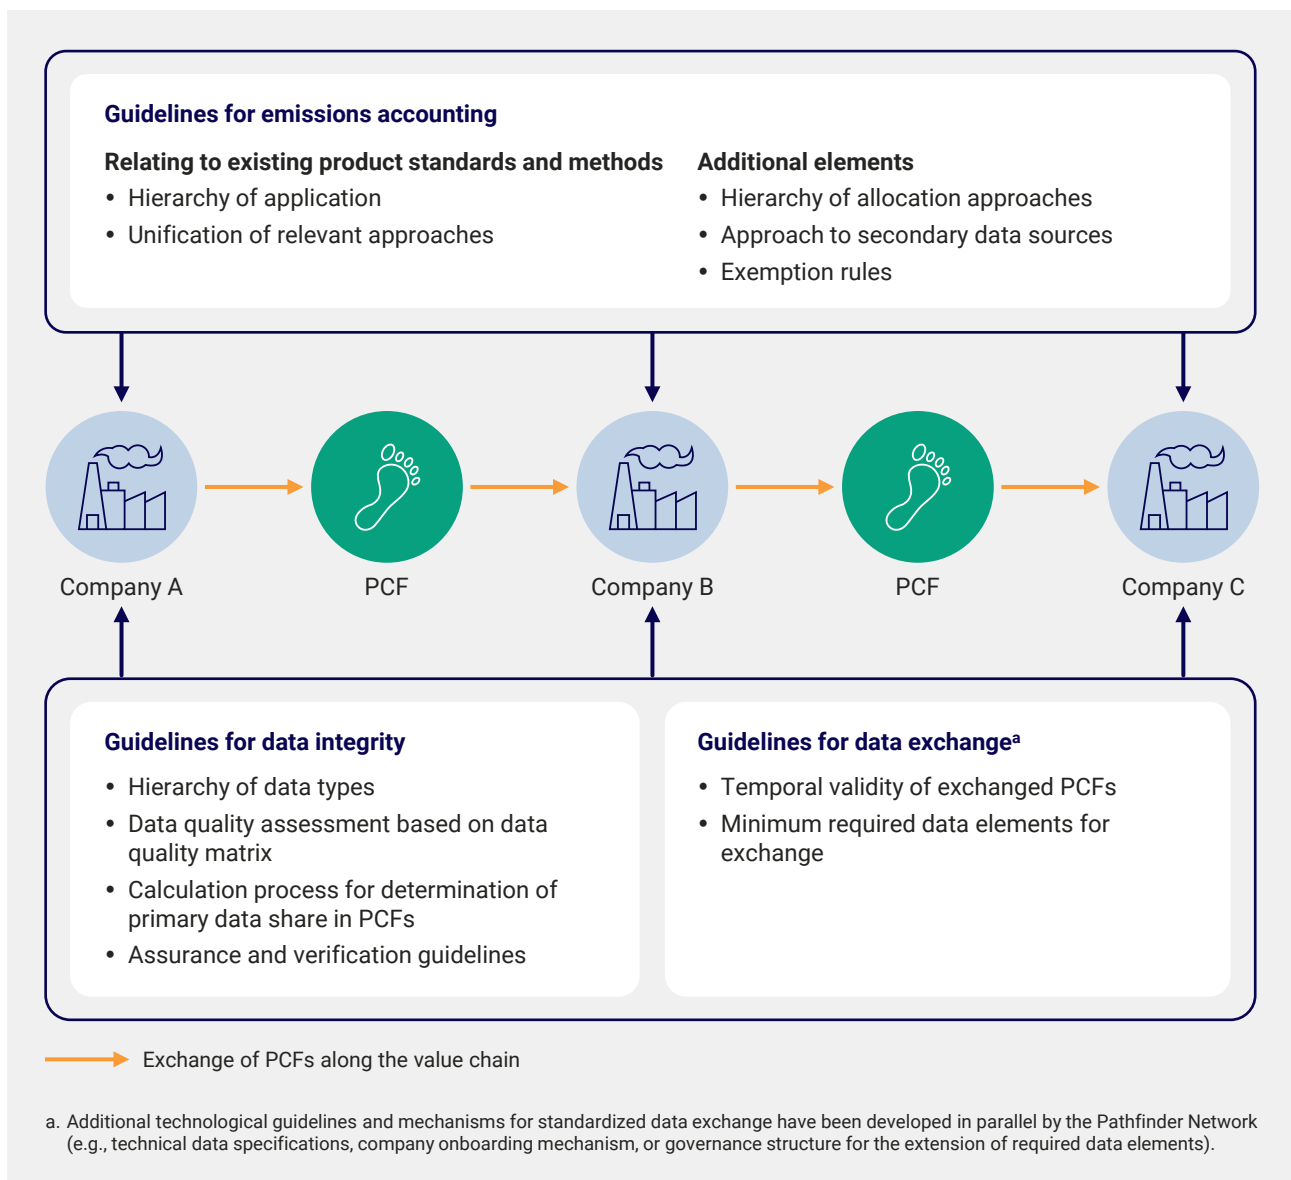 Guidelines for emissions accounting
Relating to existing product standards and methods
• Hierarchy of application
• Unification of relevant approaches
Additional elements
• Hierarchy of allocation approaches
• Approach to secondary data sources
• Exemption rules
Company A
PCF
Company B
PCF
Company C
Guidelines for data integrity
• Hierarchy of data types
• Data quality assessment based on data
quality matrix
• Calculation process for determination of
primary data share in PCFs
• Assurance and verification guidelines
Guidelines for data exchangeᵃ
• Temporal validity of exchanged PCFs
• Minimum required data elements for
exchange
Exchange of PCFs along the value chain
a. Additional technological guidelines and mechanisms for standardized data exchange have been developed in parallel by the Pathfinder Network
(e.g., technical data specifications, company onboarding mechanism, or governance structure for the extension of required data elements).